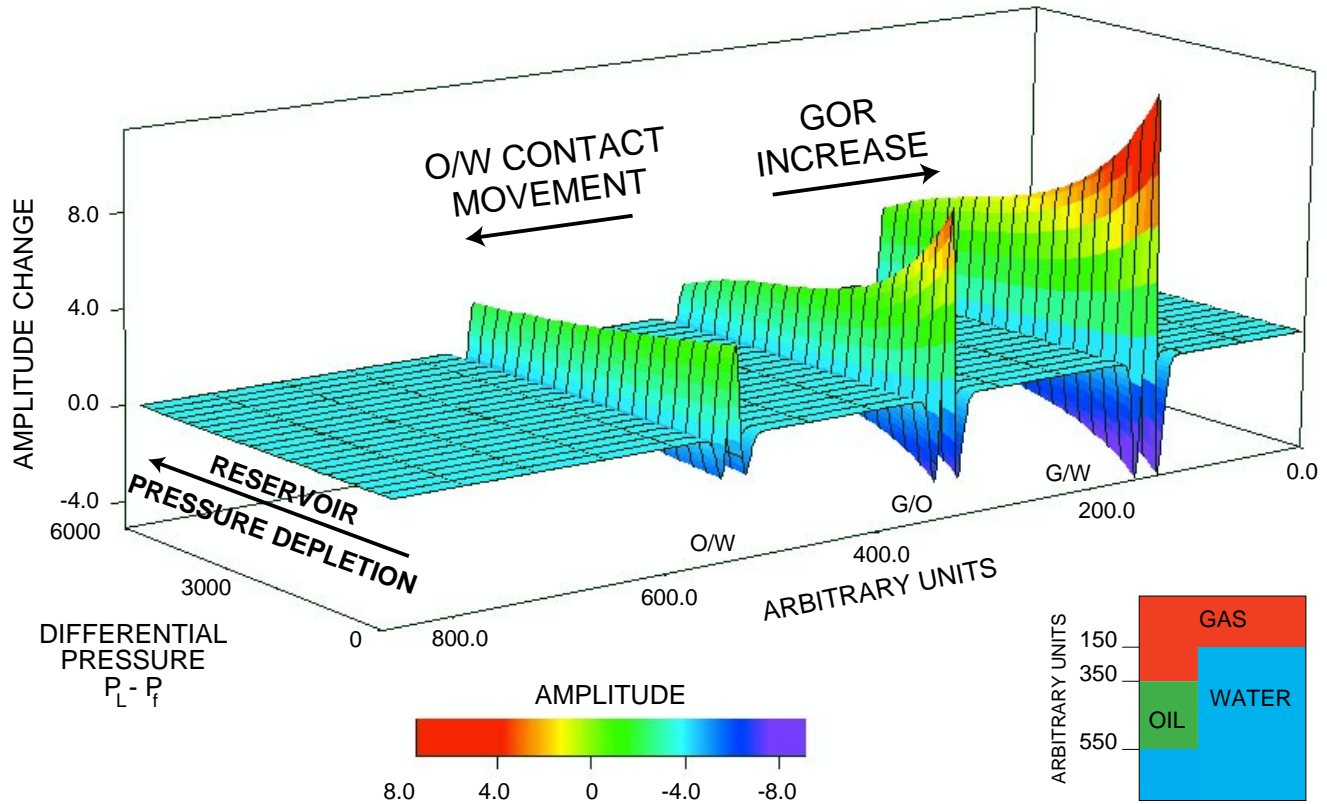 O/W CONTACT
MOVEMENT
GOR
INCREASE
AMPLITUDE CHANGE
8.0
4.0
0.0
-4.0
6000
3000
0
RESERVOIR
PRESSURE DEPLETION
DIFFERENTIAL
PRESSURE
P_L - P_f
O/W
G/O
G/W
800.0
600.0
400.0
200.0
0.0
ARBITRARY UNITS
AMPLITUDE
8.0 4.0 0 -4.0 -8.0
ARBITRARY UNITS
150
350
550
GAS
OIL
WATER